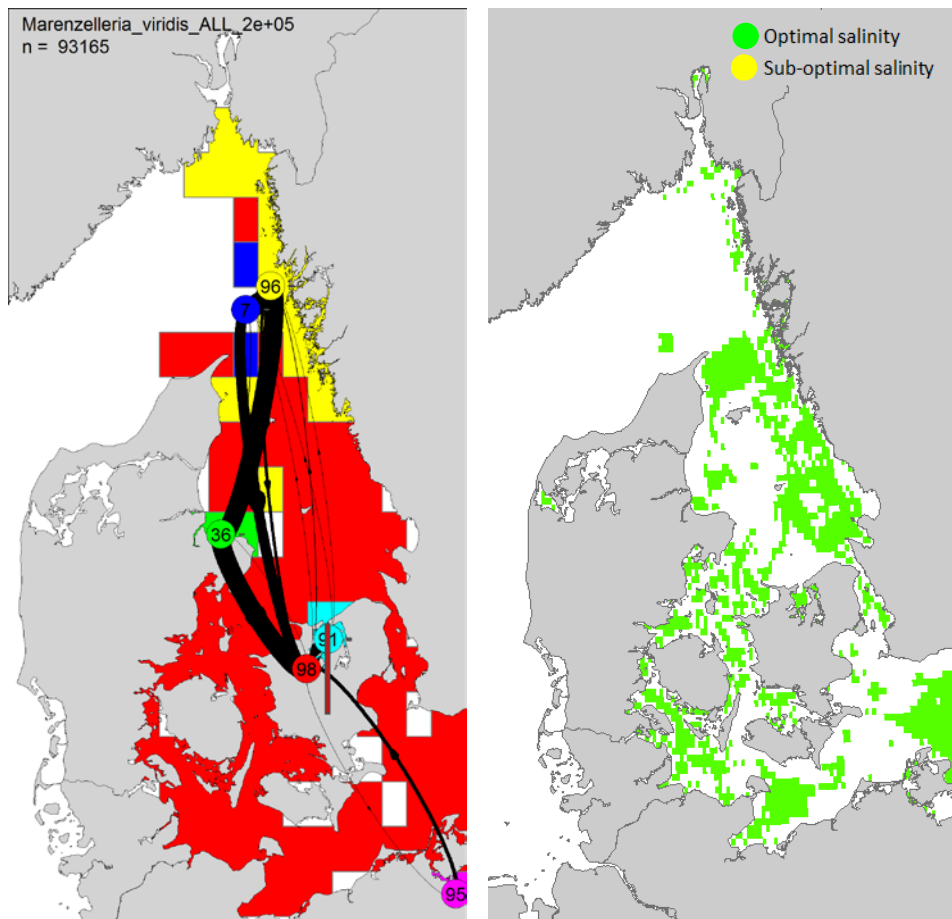 Marenzelleria_viridis_ALL_2e+05
n = 93165
96
7
36
91
98
95
Optimal salinity
Sub-optimal salinity